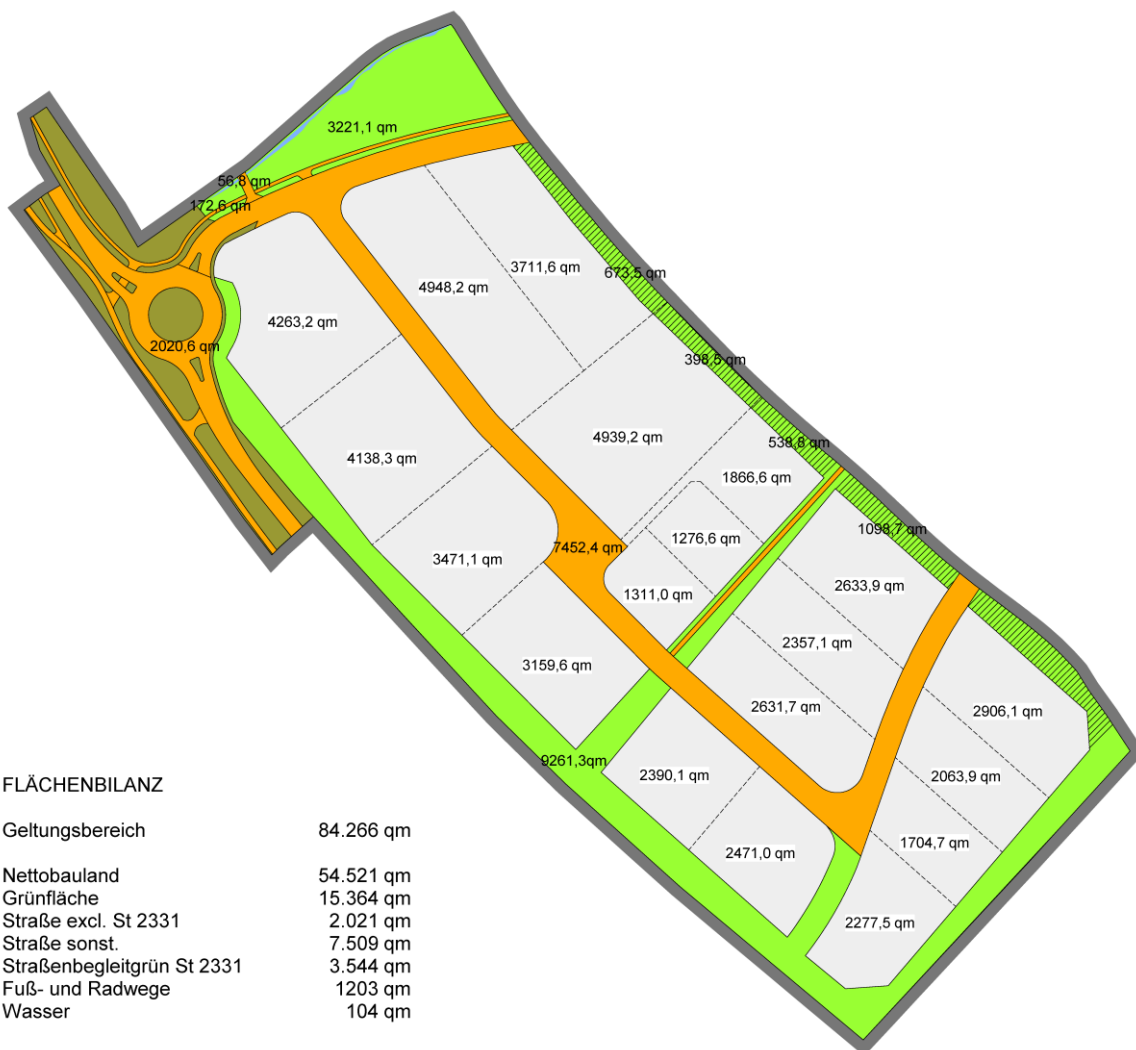 3221,1 qm
56,8 qm
172,6 qm
3711,6 qm
673,5 qm
4948,2 qm
4263,2 qm
2020,6 qm
398,5 qm
4939,2 qm
538,8 qm
4138,3 qm
1866,6 qm
1098,7 qm
1276,6 qm
7452,4 qm
3471,1 qm
2633,9 qm
1311,0 qm
2357,1 qm
3159,6 qm
2631,7 qm
2906,1 qm
9261,3qm
2390,1 qm
2063,9 qm
1704,7 qm
2471,0 qm
2277,5 qm
FLÄCHENBILANZ
Geltungsbereich 84.266 qm
Nettobauland 54.521 qm
Grünfläche 15.364 qm
Straße excl. St 2331 2.021 qm
Straße sonst. 7.509 qm
Straßenbegleitgrün St 2331 3.544 qm
Fuß- und Radwege 1203 qm
Wasser 104 qm